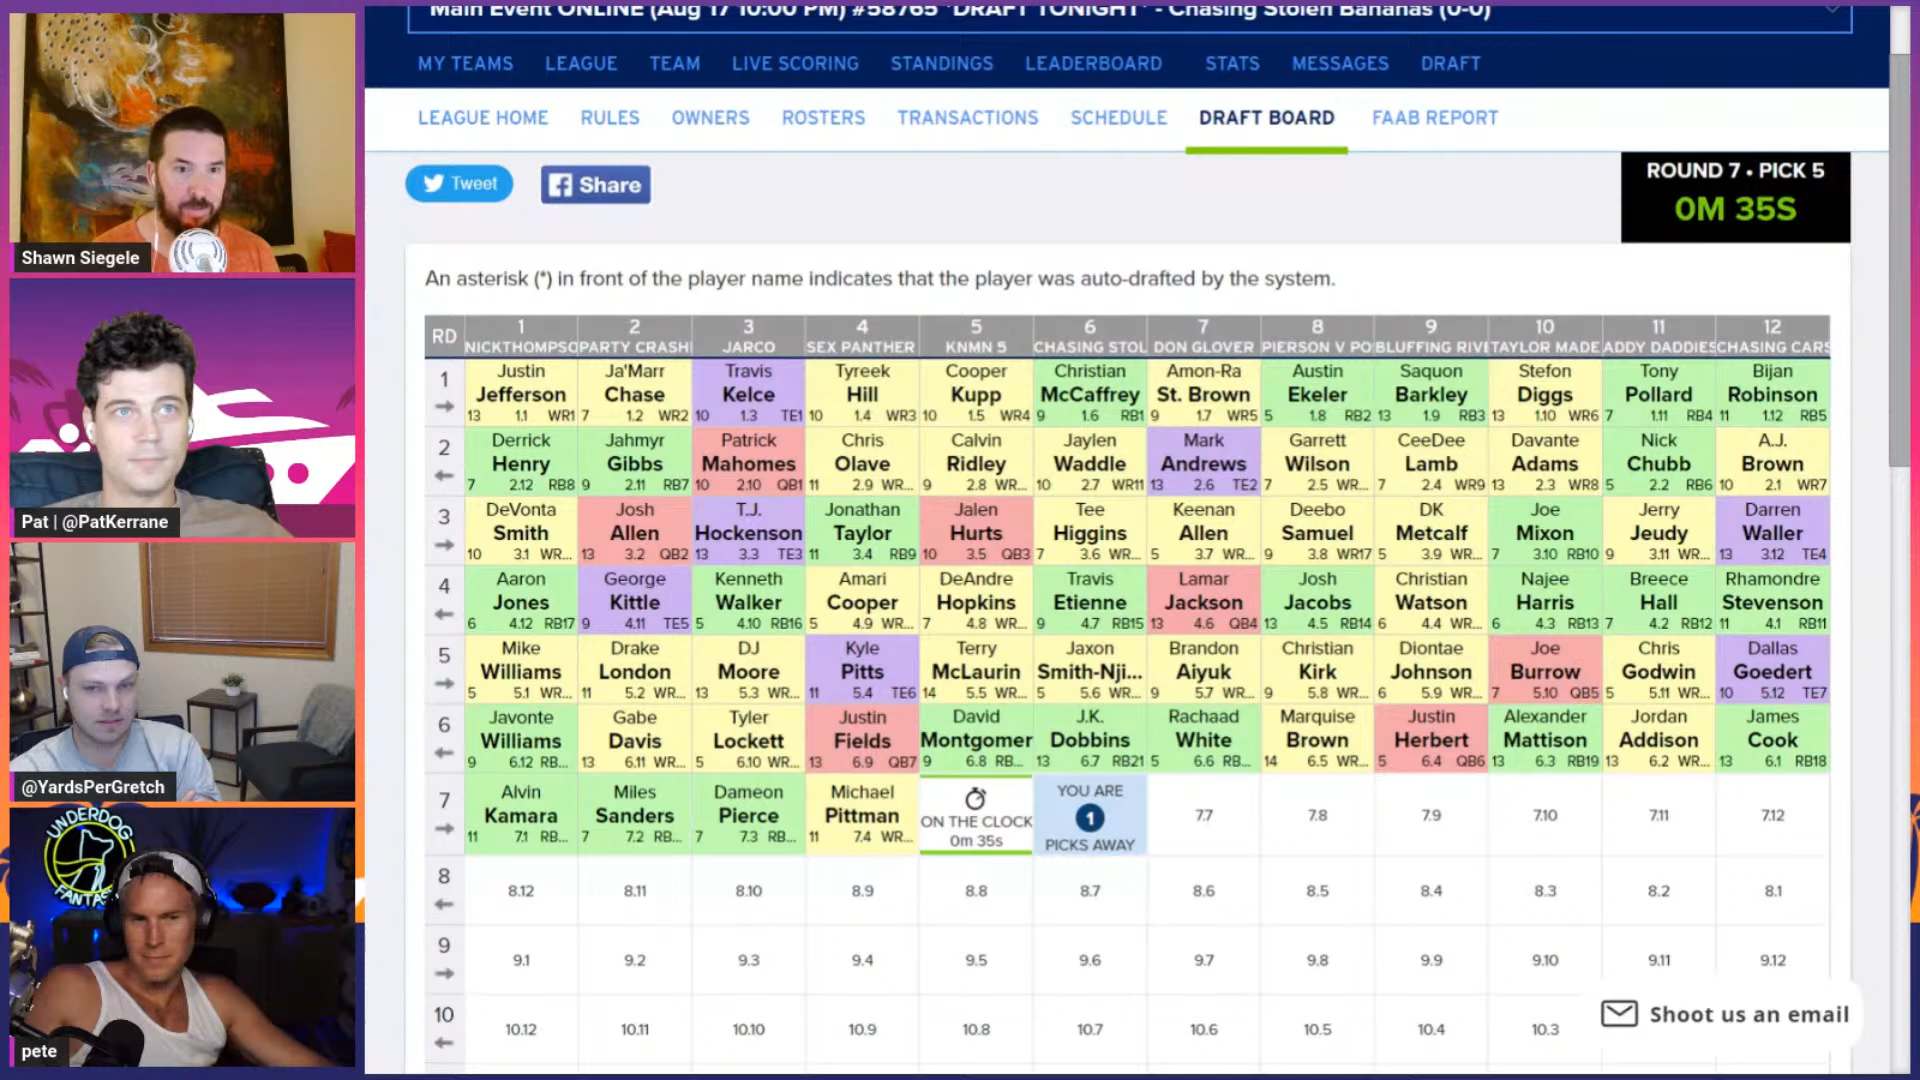 Main Event ONLINE (Aug 17 10:00 PM) #58765 *DRAFT TONIGHT* - Chasing Stolen Bananas (0-0)
MY TEAMS LEAGUE TEAM LIVE SCORING STANDINGS LEADERBOARD STATS MESSAGES DRAFT
LEAGUE HOME RULES OWNERS ROSTERS TRANSACTIONS SCHEDULE DRAFT BOARD FAAB REPORT
Tweet Share
ROUND 7 • PICK 5
0M 35S
Shawn Siegele
An asterisk (*) in front of the player name indicates that the player was auto-drafted by the system.
RD 1 2 3 4 5 6 7 8 9 10 11 12
NICKTHOMPSO PARTY CRASH JARCO SEX PANTHER KNMN 5 CHASING STOL DON GLOVER PIERSON V PO BLUFFING RIVE TAYLOR MADE ADDY DADDIES CHASING CARS
1 Justin Ja'Marr Travis Tyreek Cooper Christian Amon-Ra Austin Saquon Stefon Tony Bijan
Jefferson Chase Kelce Hill Kupp McCaffrey St. Brown Ekeler Barkley Diggs Pollard Robinson
13 1.1 WR1 7 1.2 WR2 10 1.3 TE1 10 1.4 WR3 10 1.5 WR4 9 1.6 RB1 9 1.7 WR5 5 1.8 RB2 13 1.9 RB3 13 1.10 WR6 7 1.11 RB4 11 1.12 RB5
2 Derrick Jahmyr Patrick Chris Calvin Jaylen Mark Garrett CeeDee Davante Nick A.J.
Henry Gibbs Mahomes Olave Ridley Waddle Andrews Wilson Lamb Adams Chubb Brown
7 2.12 RB8 9 2.11 RB7 10 2.10 QB1 11 2.9 WR... 9 2.8 WR... 10 2.7 WR11 13 2.6 TE2 7 2.5 WR... 7 2.4 WR9 13 2.3 WR8 5 2.2 RB6 10 2.1 WR7
3 DeVonta Josh T.J. Jonathan Jalen Tee Keenan Deebo DK Joe Jerry Darren
Smith Allen Hockenson Taylor Hurts Higgins Allen Samuel Metcalf Mixon Jeudy Waller
10 3.1 WR... 13 3.2 QB2 13 3.3 TE3 11 3.4 RB9 10 3.5 QB3 7 3.6 WR... 5 3.7 WR... 9 3.8 WR17 5 3.9 WR... 7 3.10 RB10 9 3.11 WR... 13 3.12 TE4
Pat | @PatKerrane
4 Aaron George Kenneth Amari DeAndre Travis Lamar Josh Christian Najee Breece Rhamondre
Jones Kittle Walker Cooper Hopkins Etienne Jackson Jacobs Watson Harris Hall Stevenson
6 4.12 RB17 9 4.11 TE5 5 4.10 RB16 5 4.9 WR... 7 4.8 WR... 9 4.7 RB15 13 4.6 QB4 13 4.5 RB14 6 4.4 WR... 6 4.3 RB13 7 4.2 RB12 11 4.1 RB11
5 Mike Drake DJ Kyle Terry Jaxon Brandon Christian Diontae Joe Chris Dallas
Williams London Moore Pitts McLaurin Smith-Nji... Aiyuk Kirk Johnson Burrow Godwin Goedert
5 5.1 WR... 11 5.2 WR... 13 5.3 WR... 11 5.4 TE6 14 5.5 WR... 5 5.6 WR... 9 5.7 WR... 9 5.8 WR... 6 5.9 WR... 7 5.10 QB5 5 5.11 WR... 10 5.12 TE7
6 Javonte Gabe Tyler Justin David J.K. Rachaad Marquise Justin Alexander Jordan James
Williams Davis Lockett Fields Montgomer Dobbins White Brown Herbert Mattison Addison Cook
9 6.12 RB... 13 6.11 WR... 5 6.10 WR... 13 6.9 QB7 9 6.8 RB... 13 6.7 RB21 5 6.6 RB... 14 6.5 WR... 5 6.4 QB6 13 6.3 RB19 13 6.2 WR... 13 6.1 RB18
@YardsPerGretch
7 Alvin Miles Dameon Michael YOU ARE
Kamara Sanders Pierce Pittman ON THE CLOCK 1 7.7 7.8 7.9 7.10 7.11 7.12
11 7.1 RB... 7 7.2 RB... 7 7.3 RB... 11 7.4 WR... 0m 35s PICKS AWAY
8 8.12 8.11 8.10 8.9 8.8 8.7 8.6 8.5 8.4 8.3 8.2 8.1
9 9.1 9.2 9.3 9.4 9.5 9.6 9.7 9.8 9.9 9.10 9.11 9.12
10 10.12 10.11 10.10 10.9 10.8 10.7 10.6 10.5 10.4 10.3
Shoot us an email
UNDERDOG
FANTASY
pete